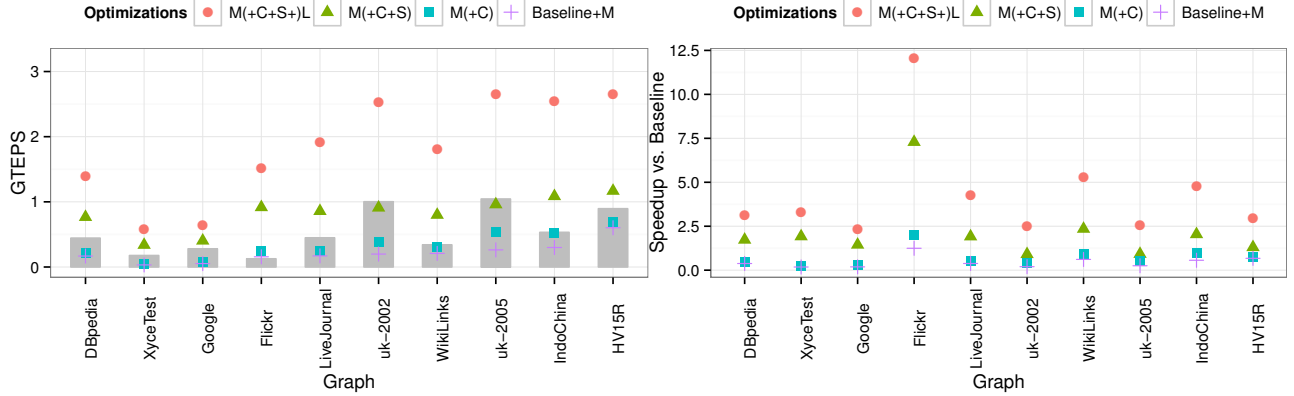 Optimizations M(+C+S+)L M(+C+S) M(+C) Baseline+M
GTEPS
3
2
1
0
DBpedia
XyceTest
Google
Flickr
LiveJournal
uk−2002
WikiLinks
uk−2005
IndoChina
HV15R
Graph
Optimizations M(+C+S+)L M(+C+S) M(+C) Baseline+M
Speedup vs. Baseline
12.5
10.0
7.5
5.0
2.5
0.0
DBpedia
XyceTest
Google
Flickr
LiveJournal
uk−2002
WikiLinks
uk−2005
IndoChina
HV15R
Graph